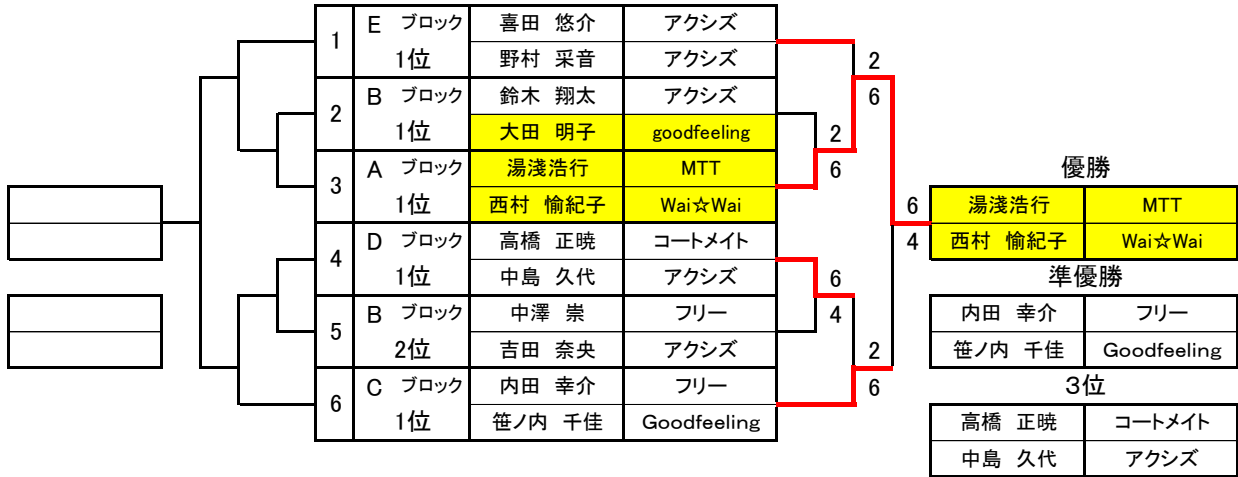 1 E ブロック 1位 喜田 悠介 アクシズ
野村 采音 アクシズ
2 B ブロック 1位 鈴木 翔太 アクシズ
大田 明子 goodfeeling
3 A ブロック 1位 湯淺浩行 MTT
西村 愉紀子 Wai☆Wai
4 D ブロック 1位 高橋 正暁 コートメイト
中島 久代 アクシズ
5 B ブロック 2位 中澤 崇 フリー
吉田 奈央 アクシズ
6 C ブロック 1位 内田 幸介 フリー
笹ノ内 千佳 Goodfeeling
2
6
2
6
6
4
2
6
6
4
優勝
湯淺浩行 MTT
西村 愉紀子 Wai☆Wai
準優勝
内田 幸介 フリー
笹ノ内 千佳 Goodfeeling
3位
高橋 正暁 コートメイト
中島 久代 アクシズ